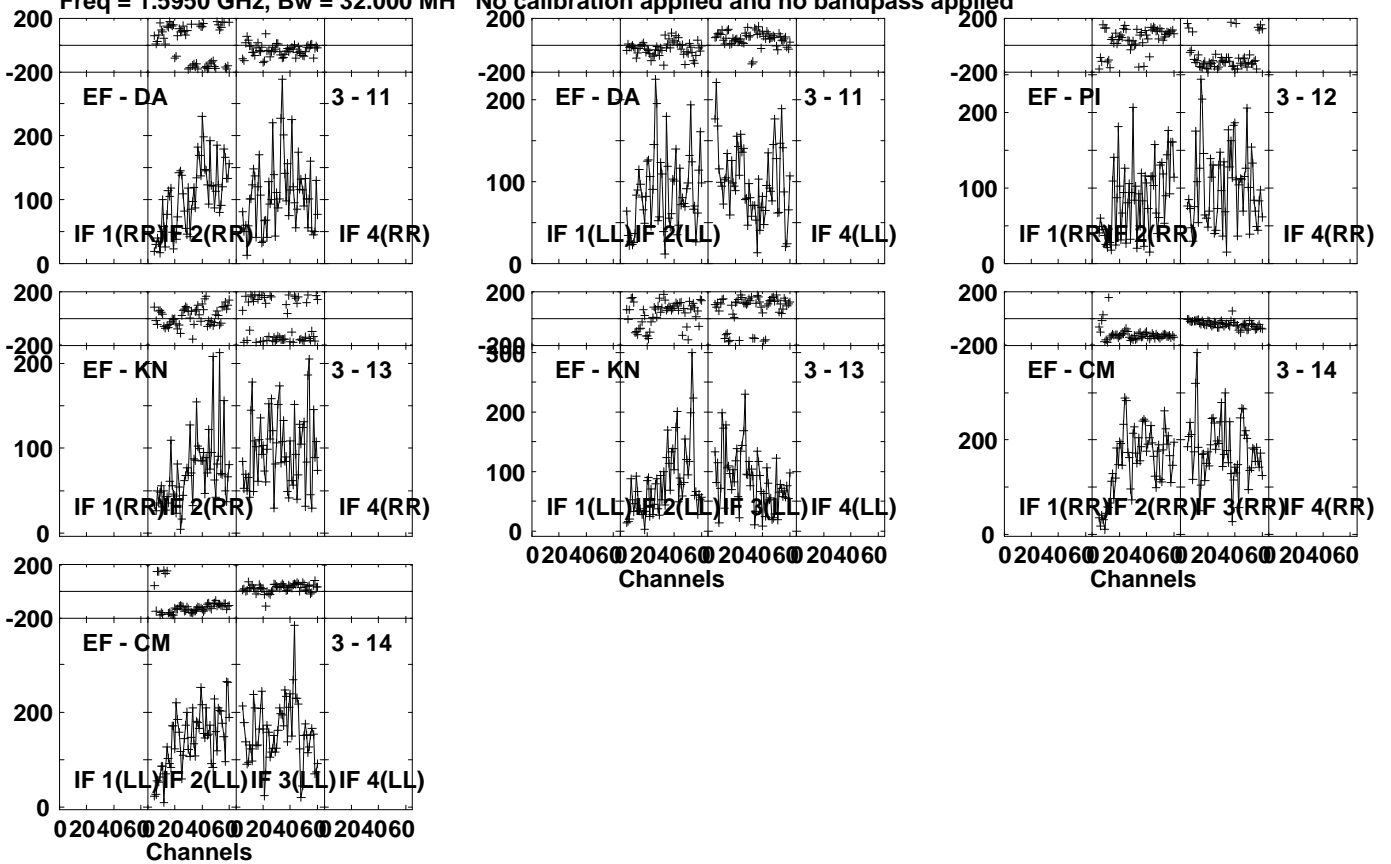 Freq = 1.5950 GHz, Bw = 32.000 MH No calibration applied and no bandpass applied
200 200 200
-200 -200 -200
EF - DA 3 - 11 EF - DA 3 - 11 EF - PI 3 - 12
200 200 200
100 100 100
IF 1(RR) IF 2(RR) IF 4(RR) IF 1(LL) IF 2(LL) IF 4(LL) IF 1(RR) IF 2(RR) IF 4(RR)
0 0 0
200 200 200
-200 -200 -200
200 300
EF - KN 3 - 13 EF - KN 3 - 13 EF - CM 3 - 14
200 200
100 100
IF 1(RR) IF 2(RR) IF 4(RR) IF 1(LL) IF 2(LL) IF 3(LL) IF 4(LL) IF 1(RR) IF 2(RR) IF 3(RR) IF 4(RR)
0 0 0
0 20 40 60 0 20 40 60 0 20 40 60 0 20 40 60 0 20 40 60 0 20 40 60 0 20 40 60 0 20 40 60
Channels Channels
200
-200
EF - CM 3 - 14
200
IF 1(LL) IF 2(LL) IF 3(LL) IF 4(LL)
0
0 20 40 60 0 20 40 60 0 20 40 60 0 20 40 60
Channels